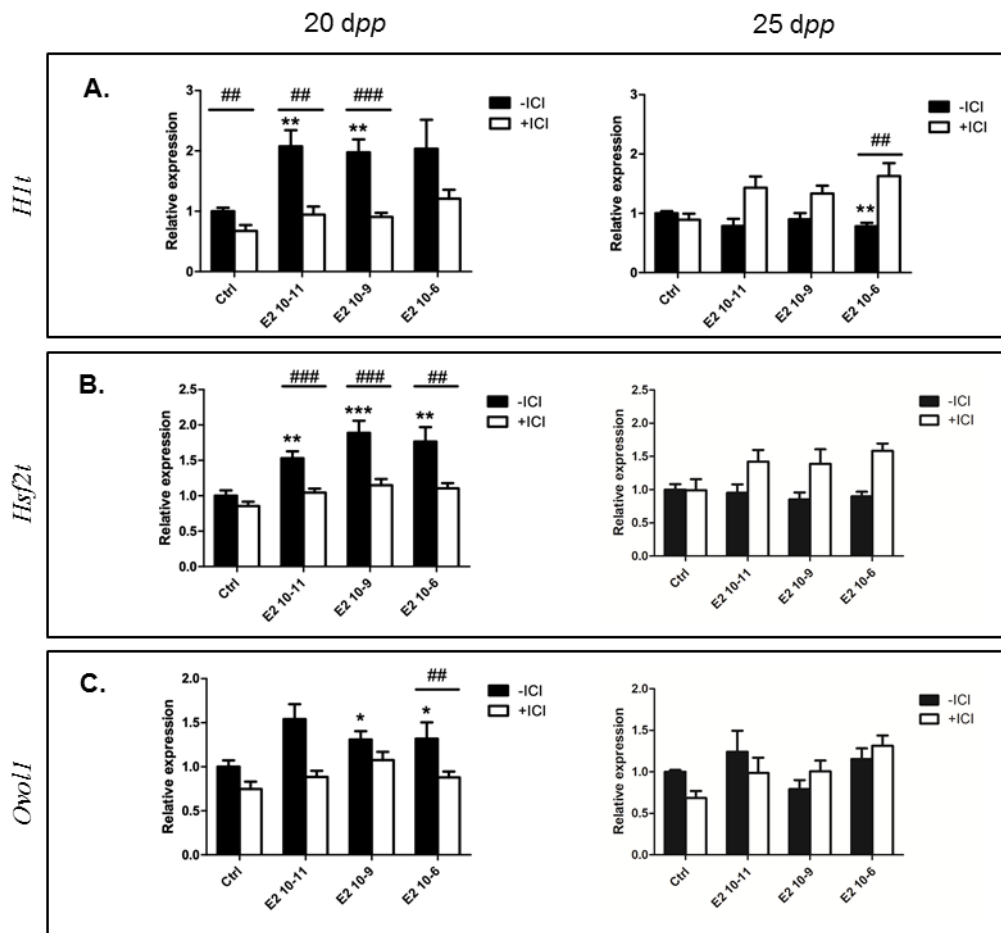 20 dpp 25 dpp
A.
H1t
## ## ###
** **
Relative expression
3
2
1
0
Ctrl E2 10-11 E2 10-9 E2 10-6
-ICI
+ICI
##
**
Relative expression
3
2
1
0
Ctrl E2 10-11 E2 10-9 E2 10-6
-ICI
+ICI
B.
Hsf2t
### ### ##
** *** **
Relative expression
2.5
2.0
1.5
1.0
0.5
0.0
Ctrl E2 10-11 E2 10-9 E2 10-6
-ICI
+ICI
Relative expression
2.5
2.0
1.5
1.0
0.5
0.0
Ctrl E2 10-11 E2 10-9 E2 10-6
-ICI
+ICI
C.
Ovol1
##
* *
Relative expression
2.0
1.5
1.0
0.5
0.0
Ctrl E2 10-11 E2 10-9 E2 10-6
-ICI
+ICI
Relative expression
2.0
1.5
1.0
0.5
0.0
Ctrl E2 10-11 E2 10-9 E2 10-6
-ICI
+ICI